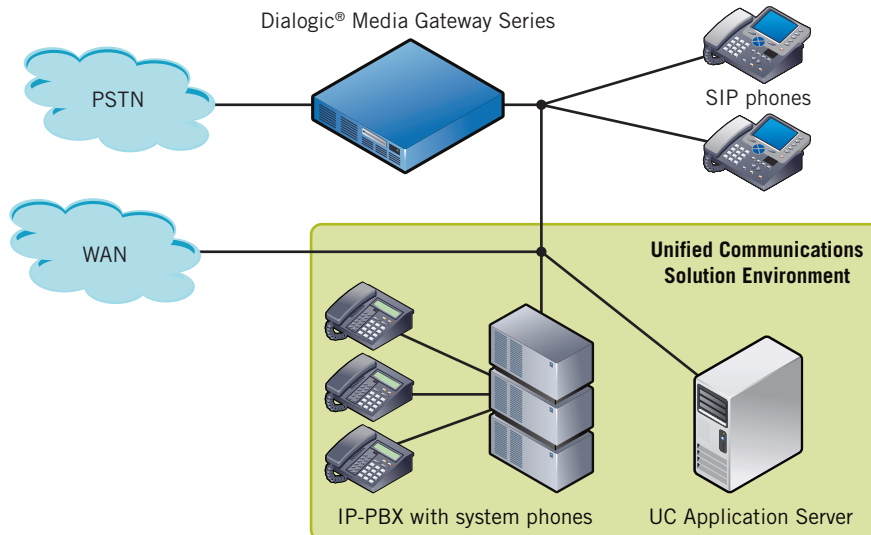 Dialogic® Media Gateway Series
PSTN
SIP phones
WAN
Unified Communications
Solution Environment
IP-PBX with system phones
UC Application Server